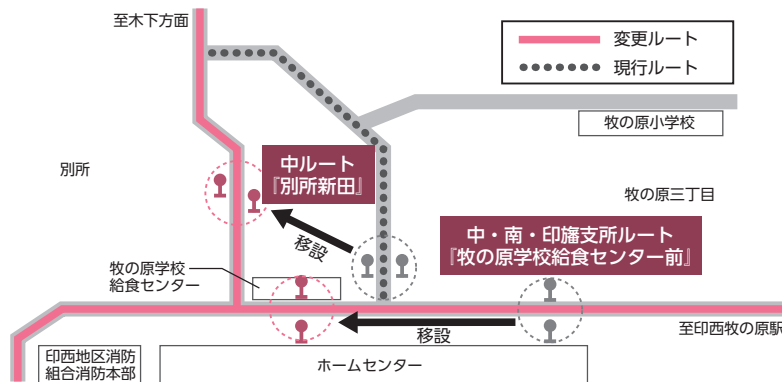 至木下方面
変更ルート
現行ルート
牧の原小学校
別所
中ルート
『別所新田』
牧の原三丁目
移設
中・南・印旛支所ルート
『牧の原学校給食センター前』
牧の原学校
給食センター
移設
至印西牧の原駅
印西地区消防
組合消防本部
ホームセンター